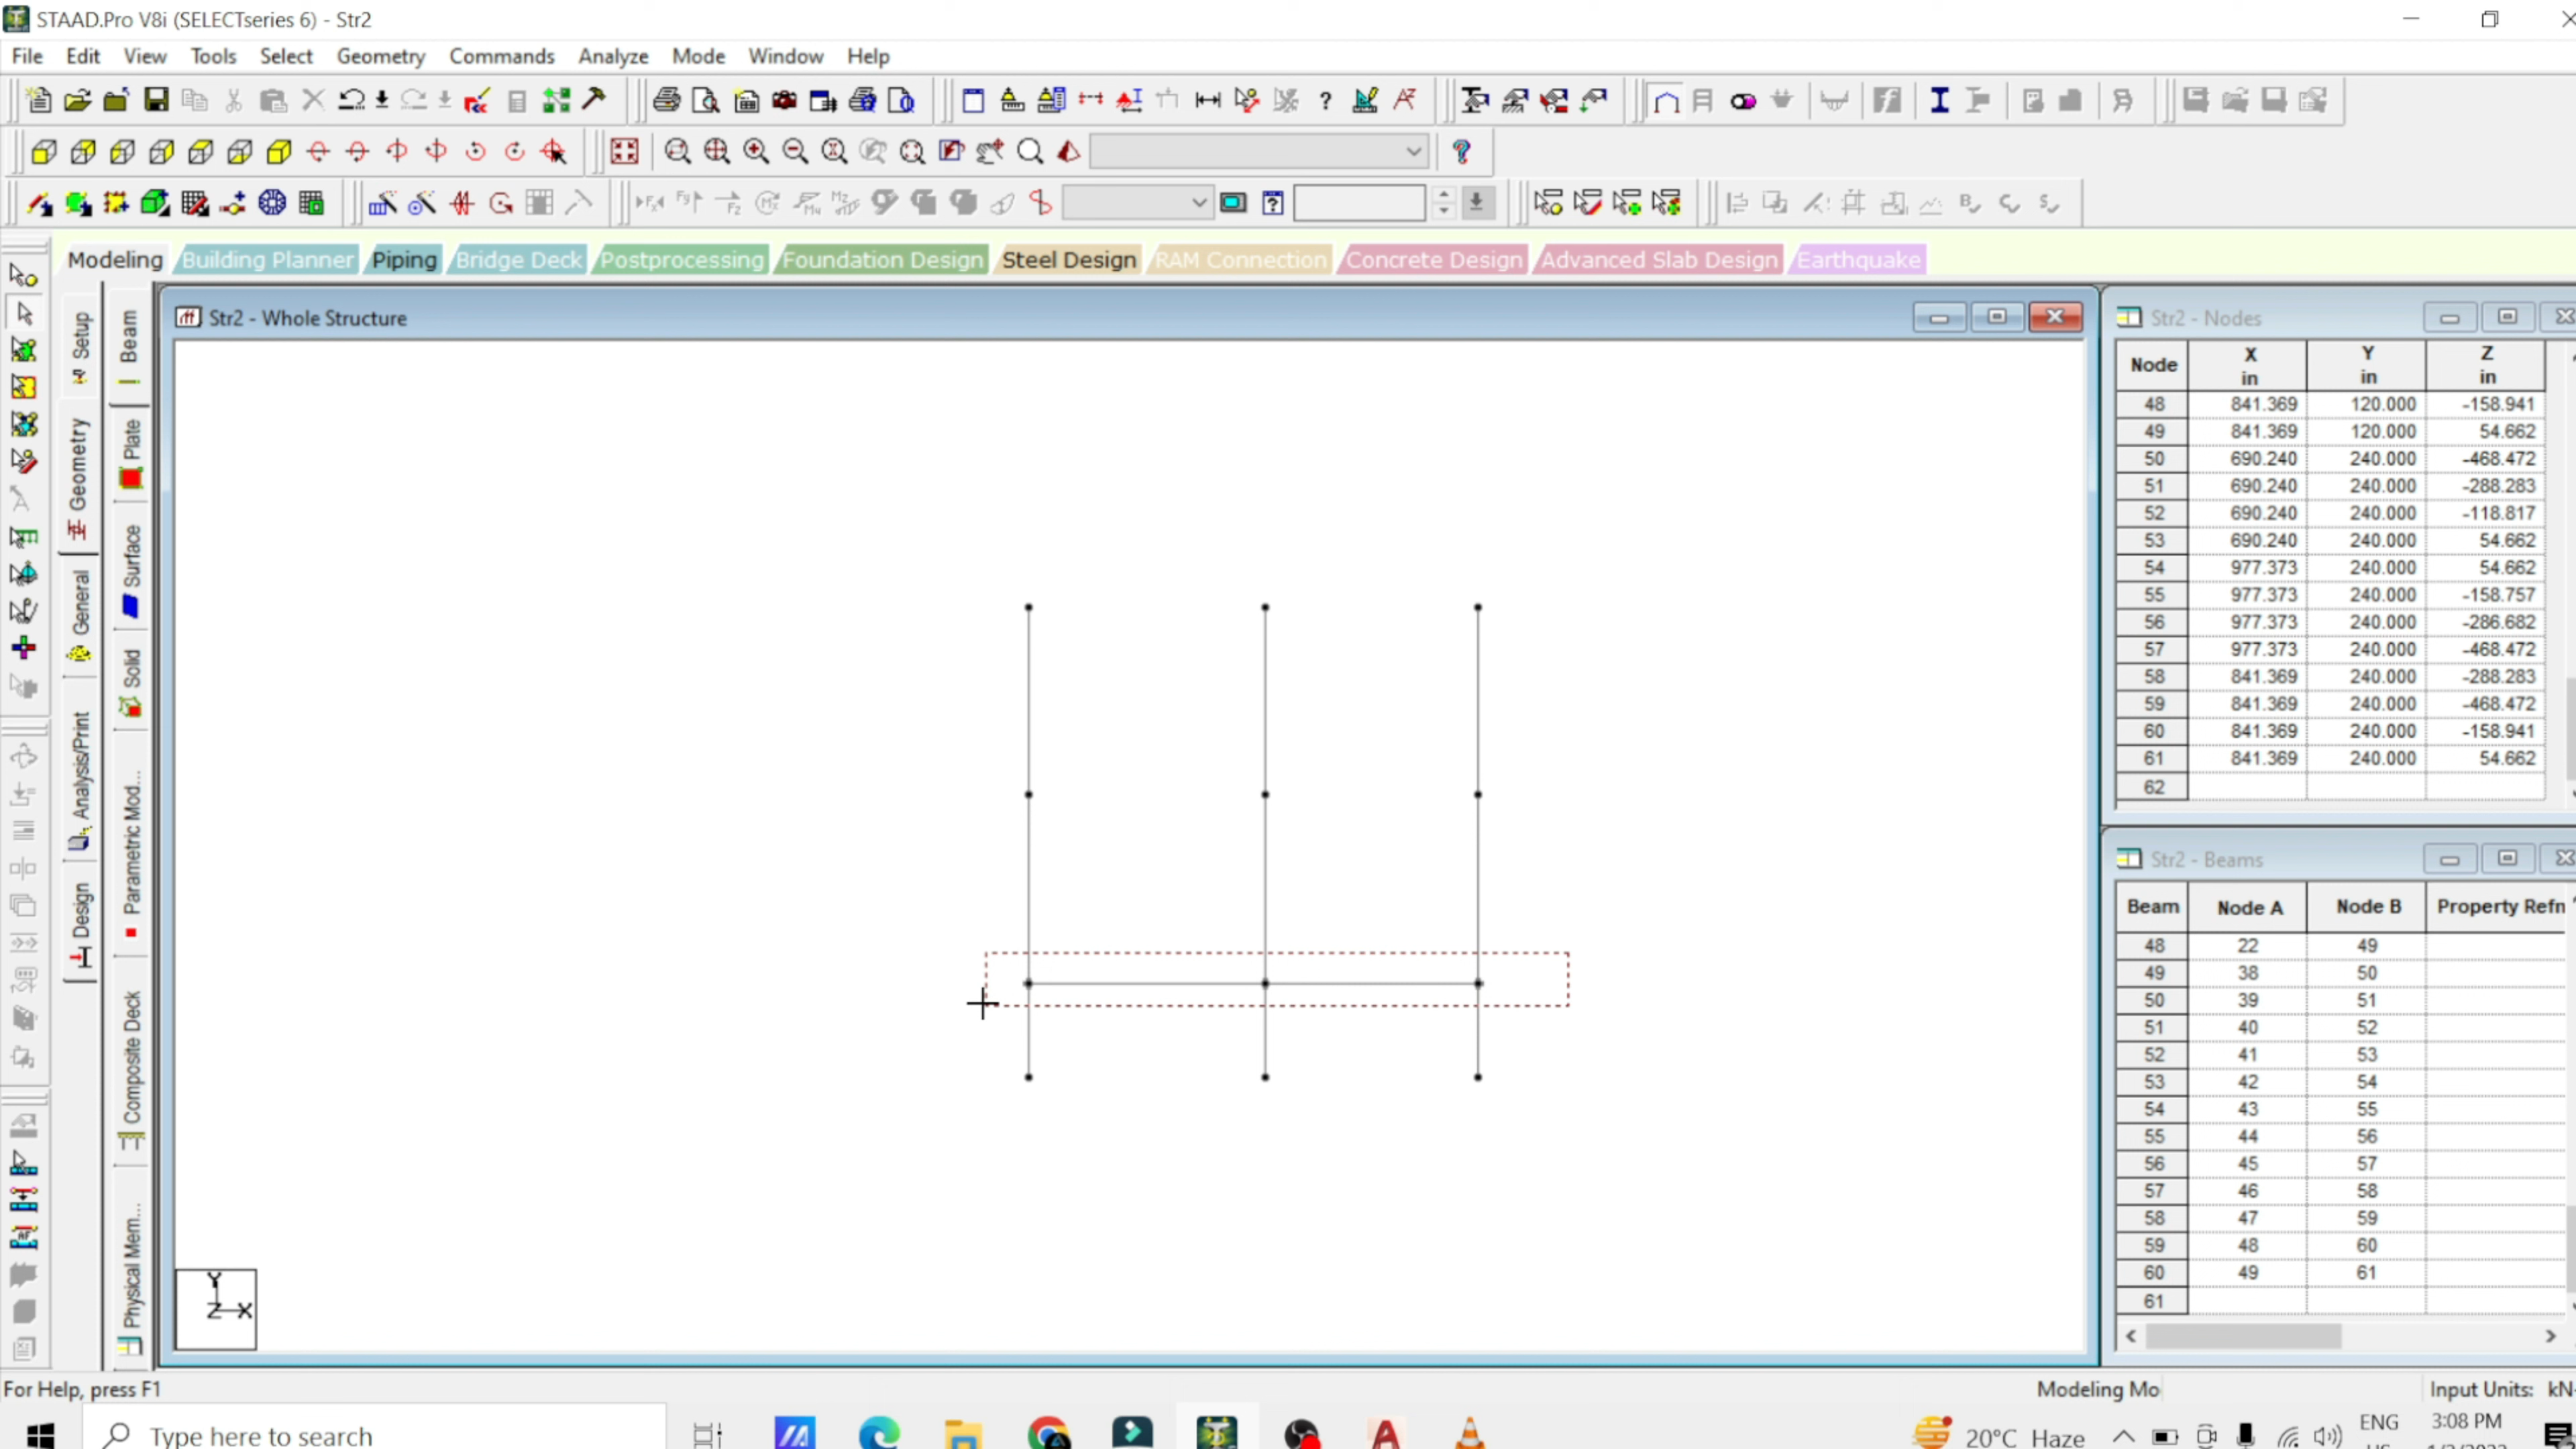 STAAD.Pro V8i (SELECTseries 6) - Str2
File Edit View Tools Select Geometry Commands Analyze Mode Window Help
Modeling Building Planner Piping Bridge Deck Postprocessing Foundation Design Steel Design RAM Connection Concrete Design Advanced Slab Design Earthquake
Setup
Geometry
General
Analysis/Print
Design
Beam
Plate
Surface
Solid
Parametric Mod...
Composite Deck
Physical Mem...
Str2 - Whole Structure
Y
Z X
Str2 - Nodes
Node X in Y in Z in
48 841.369 120.000 -158.941
49 841.369 120.000 54.662
50 690.240 240.000 -468.472
51 690.240 240.000 -288.283
52 690.240 240.000 -118.817
53 690.240 240.000 54.662
54 977.373 240.000 54.662
55 977.373 240.000 -158.757
56 977.373 240.000 -286.682
57 977.373 240.000 -468.472
58 841.369 240.000 -288.283
59 841.369 240.000 -468.472
60 841.369 240.000 -158.941
61 841.369 240.000 54.662
62
Str2 - Beams
Beam Node A Node B Property Refn
48 22 49
49 38 50
50 39 51
51 40 52
52 41 53
53 42 54
54 43 55
55 44 56
56 45 57
57 46 58
58 47 59
59 48 60
60 49 61
61
For Help, press F1
Modeling Mo
Input Units: kN-
Type here to search
20°C Haze
ENG
3:08 PM